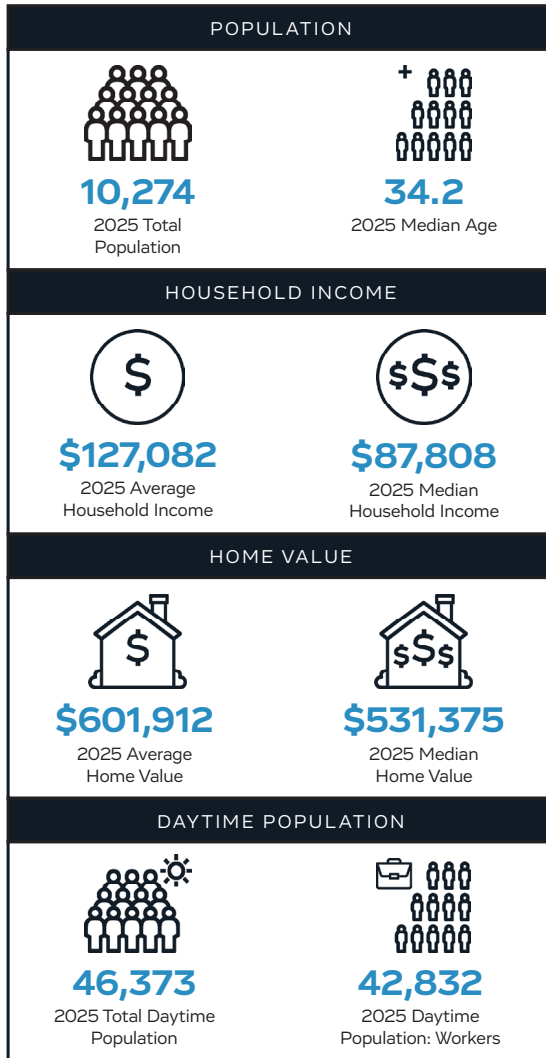 POPULATION
10,274
2025 Total
Population
34.2
2025 Median Age
HOUSEHOLD INCOME
$
$127,082
2025 Average
Household Income
$$$
$87,808
2025 Median
Household Income
HOME VALUE
$
$601,912
2025 Average
Home Value
$$$
$531,375
2025 Median
Home Value
DAYTIME POPULATION
46,373
2025 Total Daytime
Population
42,832
2025 Daytime
Population: Workers